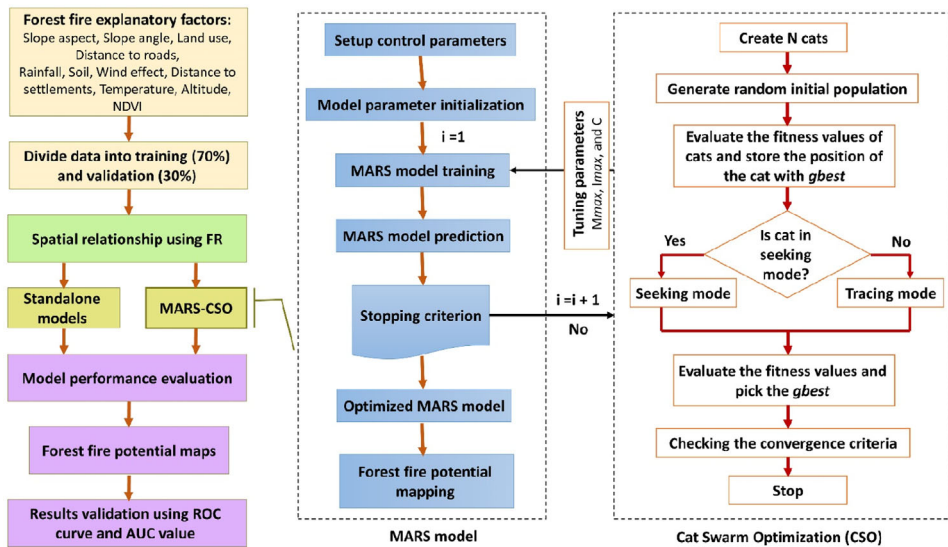 Forest fire explanatory factors:
Slope aspect, Slope angle, Land use,
Distance to roads,
Rainfall, Soil, Wind effect, Distance to
settlements, Temperature, Altitude,
NDVI
Divide data into training (70%)
and validation (30%)
Spatial relationship using FR
Standalone
models
MARS-CSO
Model performance evaluation
Forest fire potential maps
Results validation using ROC
curve and AUC value
Setup control parameters
Model parameter initialization
i =1
MARS model training
MARS model prediction
Stopping criterion
i =i + 1
No
Optimized MARS model
Forest fire potential
mapping
MARS model
Tuning parameters
Mmax, Imax, and C
Create N cats
Generate random initial population
Evaluate the fitness values of
cats and store the position of
the cat with gbest
Is cat in
seeking
mode?
Yes
No
Seeking mode
Tracing mode
Evaluate the fitness values and
pick the gbest
Checking the convergence criteria
Stop
Cat Swarm Optimization (CSO)